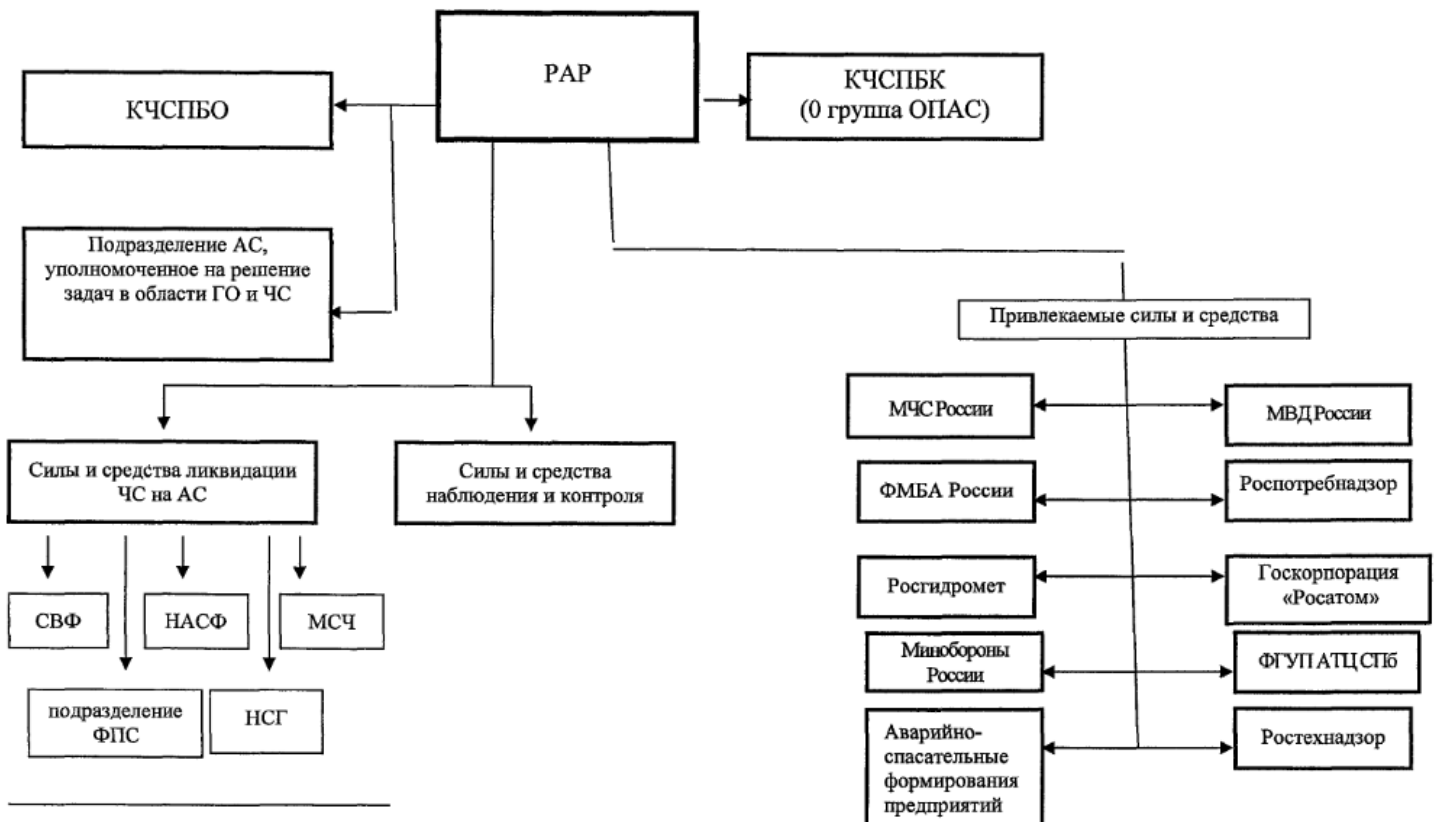 РАР
КЧСПБО
КЧСПБК
(0 группа ОПАС)
Подразделение АС,
уполномоченное на решение
задач в области ГО и ЧС
Привлекаемые силы и средства
МЧС России
МВД России
Силы и средства ликвидации
ЧС на АС
Силы и средства
наблюдения и контроля
ФМБА России
Роспотребнадзор
Росгидромет
Госкорпорация
«Росатом»
СВФ
НАСФ
МСЧ
Минобороны
России
ФГУП АТЦ СПб
подразделение
ФПС
НСГ
Аварийно-
спасательные
формирования
предприятий
Ростехнадзор